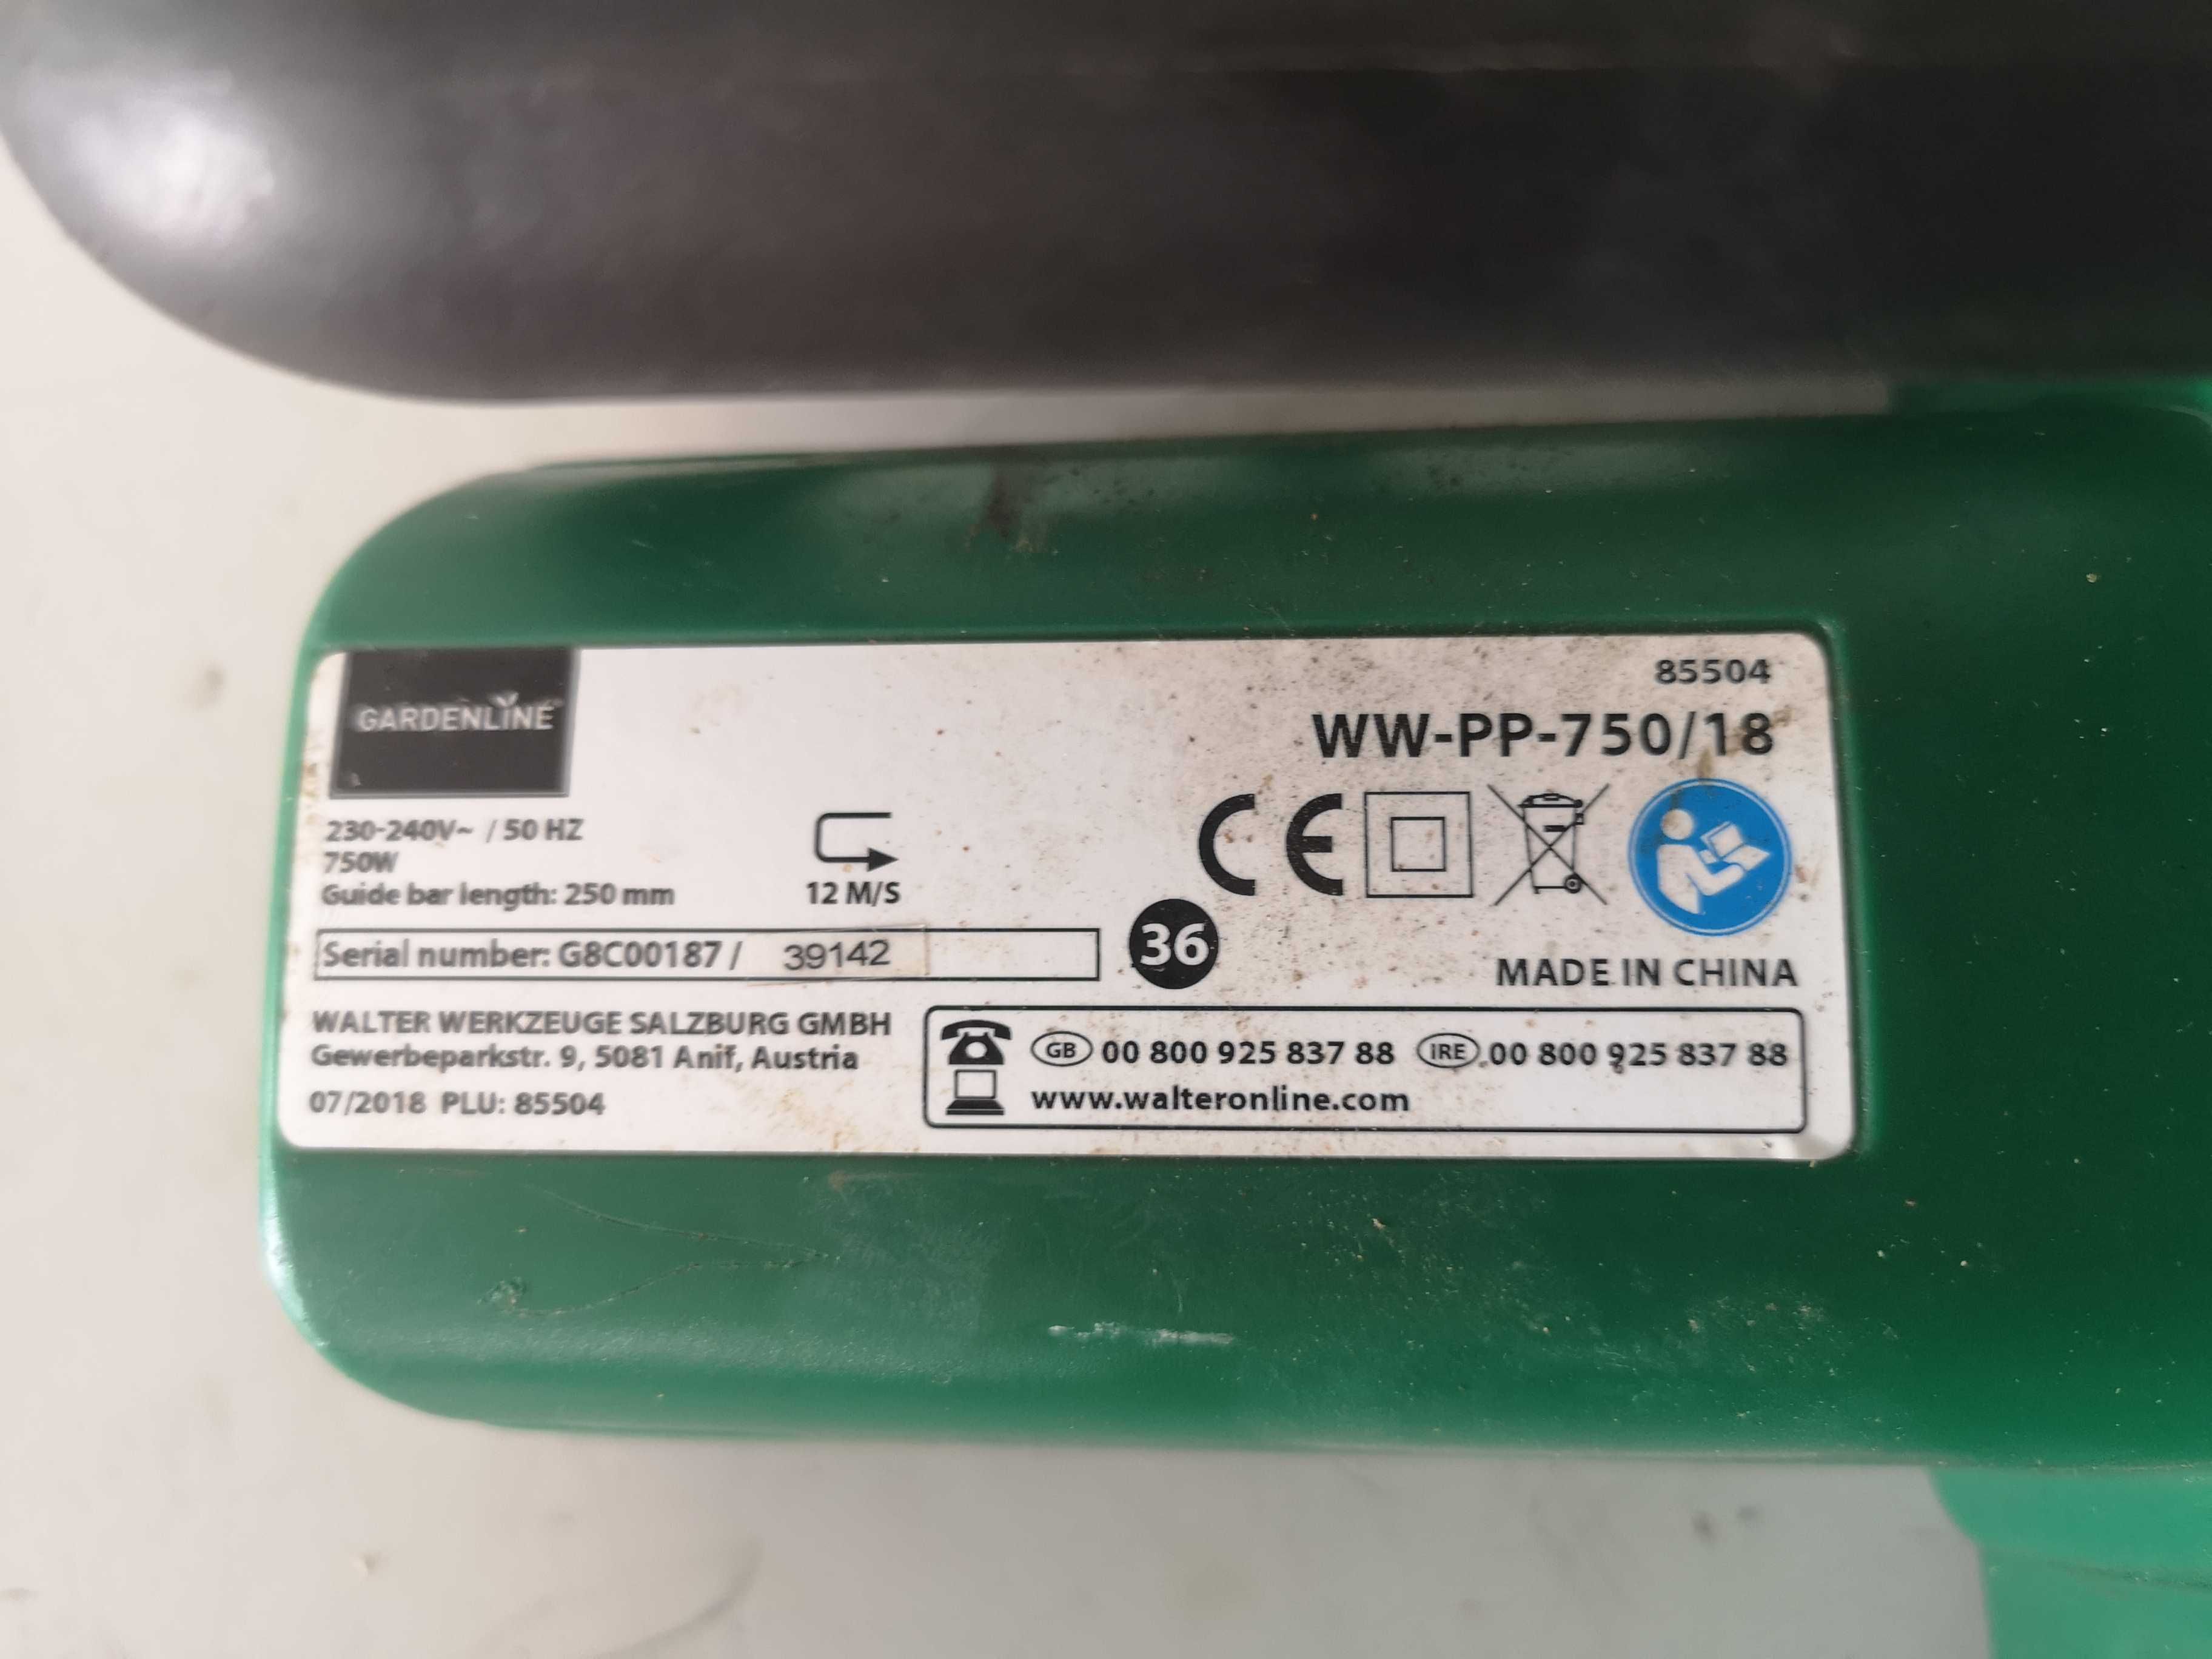 GARDENLINE
85504
WW-PP-750/18
230-240V~ / 50 HZ
750W
Guide bar length: 250 mm
12 M/S
CE
Serial number: G8C00187 / 39142
36
MADE IN CHINA
WALTER WERKZEUGE SALZBURG GMBH
Gewerbeparkstr. 9, 5081 Anif, Austria
07/2018 PLU: 85504
GB 00 800 925 837 88 IRE 00 800 925 837 88
www.walteronline.com